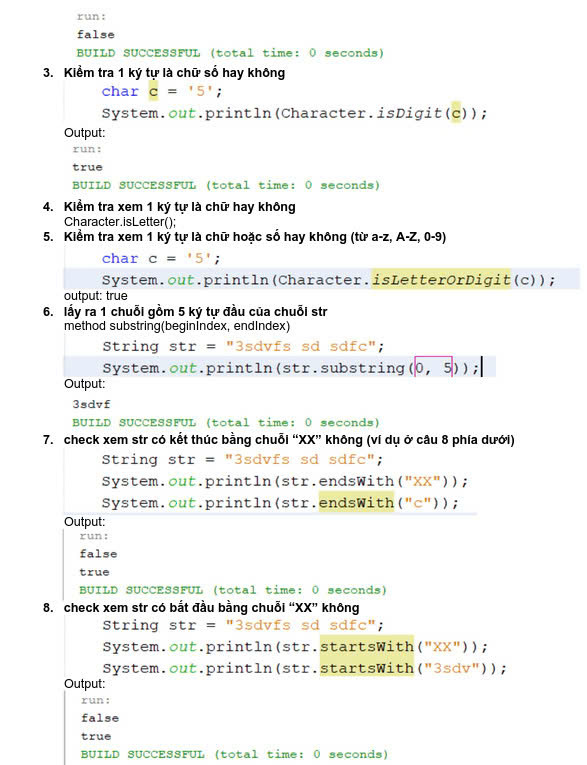 run:
false
BUILD SUCCESSFUL (total time: 0 seconds)
3. Kiểm tra 1 ký tự là chữ số hay không
char c = '5';
System.out.println(Character.isDigit(c));
Output:
run:
true
BUILD SUCCESSFUL (total time: 0 seconds)
4. Kiểm tra xem 1 ký tự là chữ hay không
Character.isLetter();
5. Kiểm tra xem 1 ký tự là chữ hoặc số hay không (từ a-z, A-Z, 0-9)
char c = '5';
System.out.println(Character.isLetterOrDigit(c));
output: true
6. lấy ra 1 chuỗi gồm 5 ký tự đầu của chuỗi str
method substring(beginIndex, endIndex)
String str = "3sdvfs sd sdfc";
System.out.println(str.substring(0, 5));
Output:
3sdvf
BUILD SUCCESSFUL (total time: 0 seconds)
7. check xem str có kết thúc bằng chuỗi “XX” không (ví dụ ở câu 8 phía dưới)
String str = "3sdvfs sd sdfc";
System.out.println(str.endsWith("XX"));
System.out.println(str.endsWith("c"));
Output:
run:
false
true
BUILD SUCCESSFUL (total time: 0 seconds)
8. check xem str có bắt đầu bằng chuỗi “XX” không
String str = "3sdvfs sd sdfc";
System.out.println(str.startsWith("XX"));
System.out.println(str.startsWith("3sdv"));
Output:
run:
false
true
BUILD SUCCESSFUL (total time: 0 seconds)